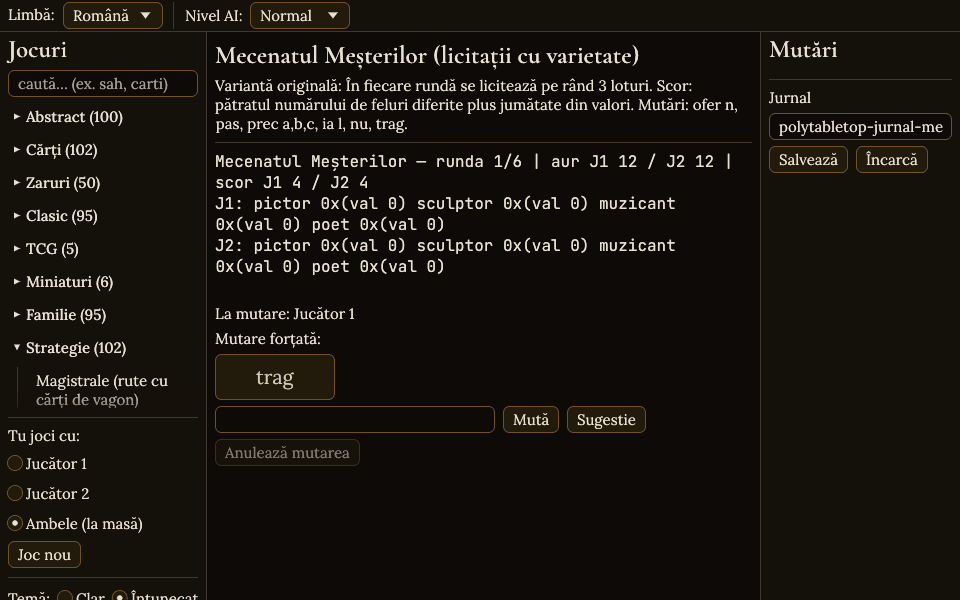 Limbă: Română Nivel AI: Normal
Jocuri
caută... (ex. sah, carti)
Abstract (100)
Cărți (102)
Zaruri (50)
Clasic (95)
TCG (5)
Miniaturi (6)
Familie (95)
Strategie (102)
Magistrale (rute cu
cărți de vagon)
Tu joci cu:
Jucător 1
Jucător 2
Ambele (la masă)
Joc nou
Temă: Clar Întunecat
Mecenatul Meșterilor (licitații cu varietate)
Variantă originală: În fiecare rundă se licitează pe rând 3 loturi. Scor:
pătratul numărului de feluri diferite plus jumătate din valori. Mutări: ofer n,
pas, prec a,b,c, ia l, nu, trag.
Mecenatul Meșterilor — runda 1/6 | aur J1 12 / J2 12 |
scor J1 4 / J2 4
J1: pictor 0x(val 0) sculptor 0x(val 0) muzicant
0x(val 0) poet 0x(val 0)
J2: pictor 0x(val 0) sculptor 0x(val 0) muzicant
0x(val 0) poet 0x(val 0)
La mutare: Jucător 1
Mutare forțată:
trag
Mută Sugestie
Anulează mutarea
Mutări
Jurnal
polytabletop-jurnal-me
Salvează Încarcă